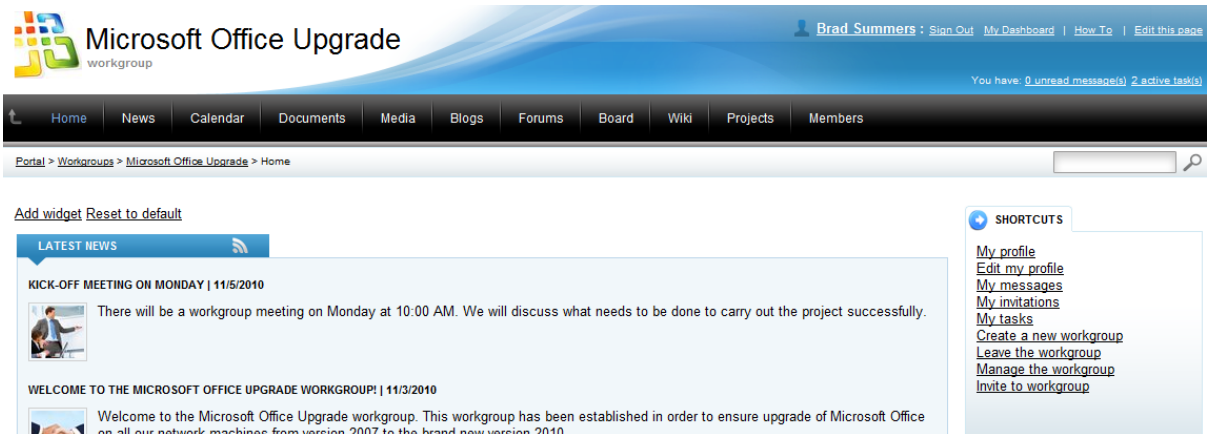 Microsoft Office Upgrade
workgroup
Brad Summers : Sign Out My Dashboard | How To | Edit this page
You have: 0 unread message(s) 2 active task(s)
Home News Calendar Documents Media Blogs Forums Board Wiki Projects Members
Portal > Workgroups > Microsoft Office Upgrade > Home
Add widget Reset to default
LATEST NEWS
KICK-OFF MEETING ON MONDAY | 11/5/2010
There will be a workgroup meeting on Monday at 10:00 AM. We will discuss what needs to be done to carry out the project successfully.
WELCOME TO THE MICROSOFT OFFICE UPGRADE WORKGROUP! | 11/3/2010
Welcome to the Microsoft Office Upgrade workgroup. This workgroup has been established in order to ensure upgrade of Microsoft Office
on all our network machines from version 2007 to the brand new version 2010.
SHORTCUTS
My profile
Edit my profile
My messages
My invitations
My tasks
Create a new workgroup
Leave the workgroup
Manage the workgroup
Invite to workgroup